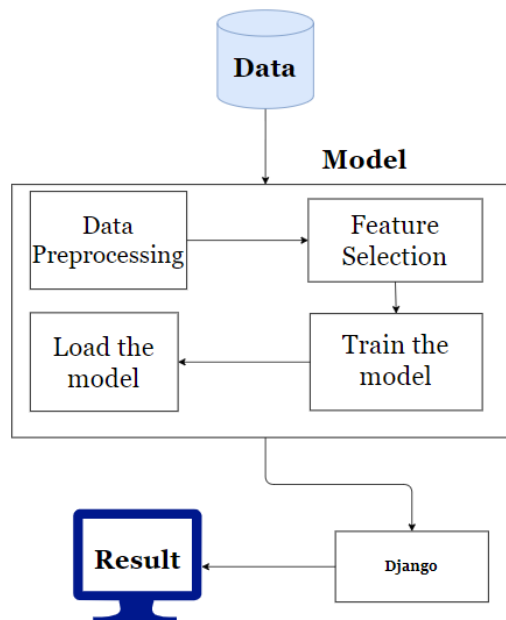 Data
Model
Data
Preprocessing
Feature
Selection
Load the
model
Train the
model
Result
Django